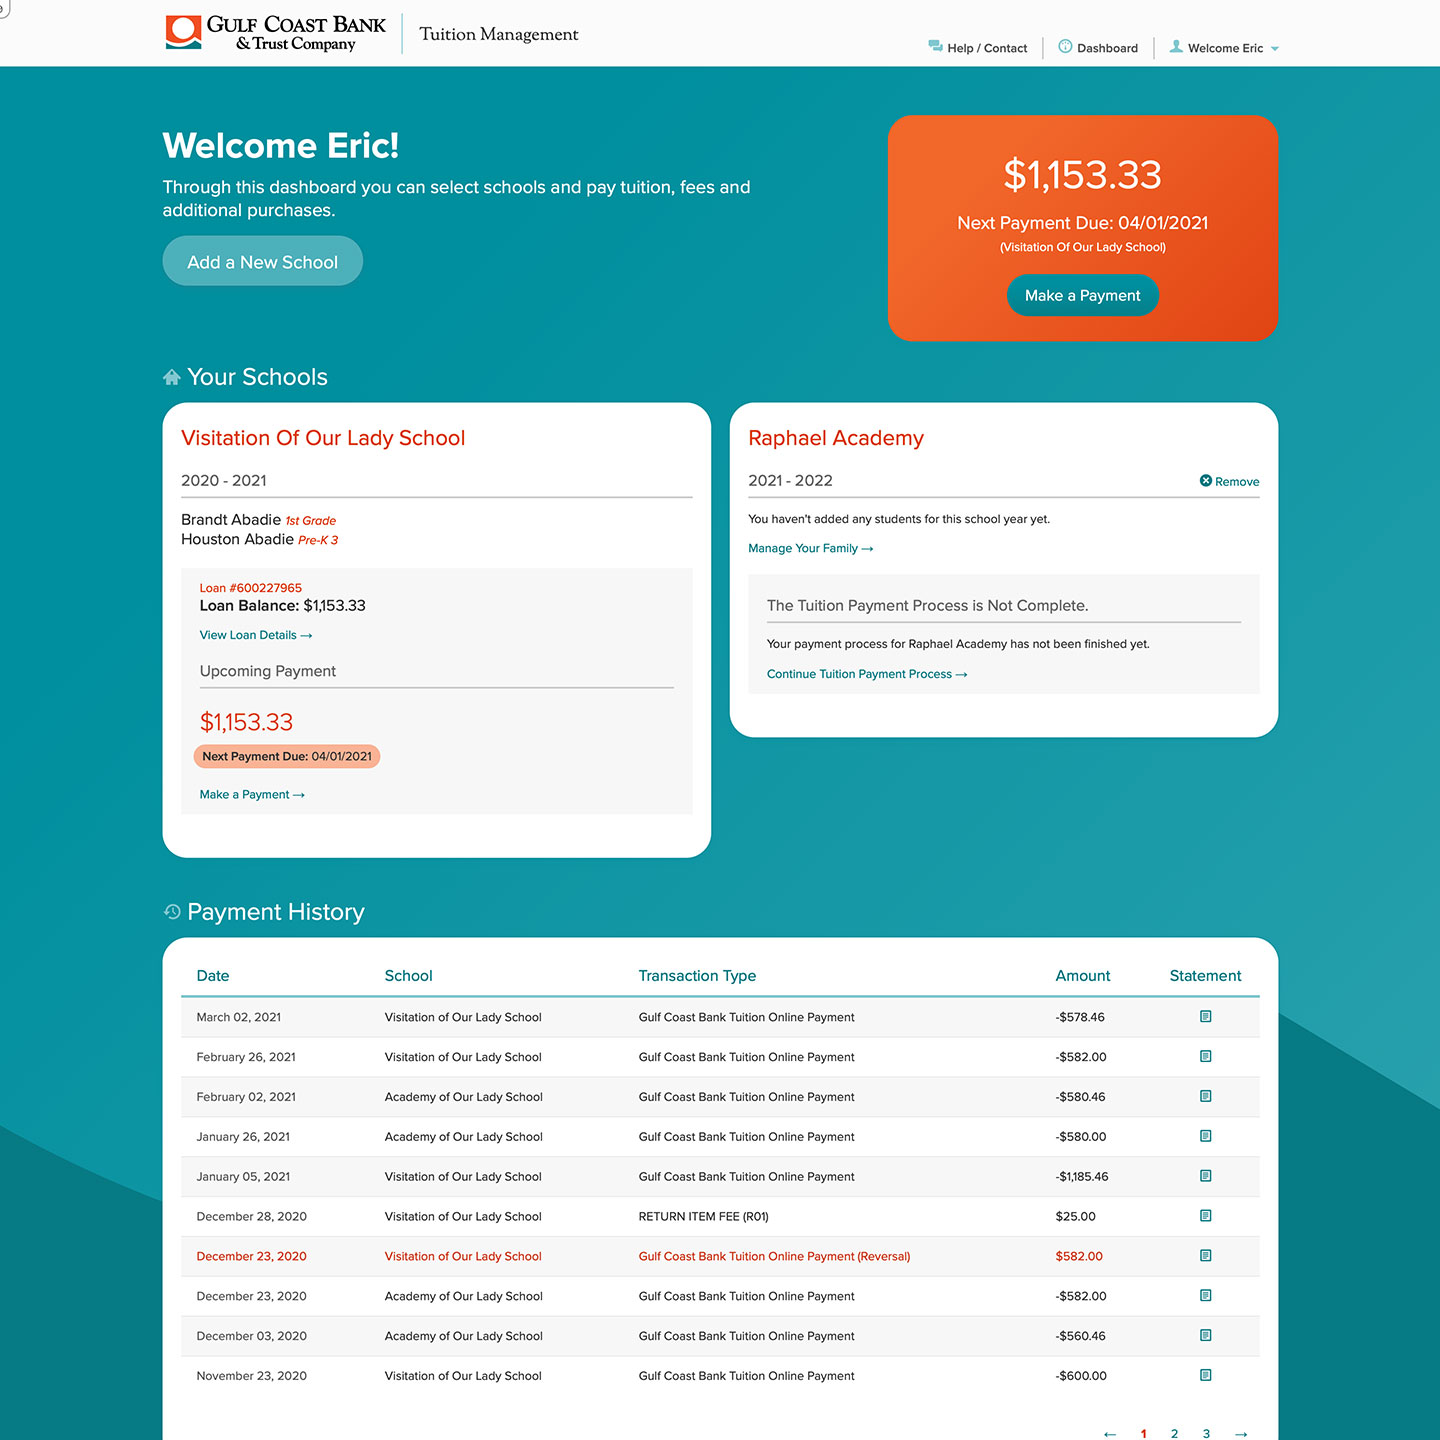 GULF COAST BANK
& Trust Company
Tuition Management
Help / Contact
Dashboard
Welcome Eric
Welcome Eric!
Through this dashboard you can select schools and pay tuition, fees and
additional purchases.
Add a New School
$1,153.33
Next Payment Due: 04/01/2021
(Visitation Of Our Lady School)
Make a Payment
Your Schools
Visitation Of Our Lady School
2020 - 2021
Brandt Abadie 1st Grade
Houston Abadie Pre-K 3
Loan #600227965
Loan Balance: $1,153.33
View Loan Details →
Upcoming Payment
$1,153.33
Next Payment Due: 04/01/2021
Make a Payment →
Raphael Academy
2021 - 2022
Remove
You haven't added any students for this school year yet.
Manage Your Family →
The Tuition Payment Process is Not Complete.
Your payment process for Raphael Academy has not been finished yet.
Continue Tuition Payment Process →
Payment History
Date School Transaction Type Amount Statement
March 02, 2021 Visitation of Our Lady School Gulf Coast Bank Tuition Online Payment -$578.46
February 26, 2021 Visitation of Our Lady School Gulf Coast Bank Tuition Online Payment -$582.00
February 02, 2021 Academy of Our Lady School Gulf Coast Bank Tuition Online Payment -$580.46
January 26, 2021 Academy of Our Lady School Gulf Coast Bank Tuition Online Payment -$580.00
January 05, 2021 Visitation of Our Lady School Gulf Coast Bank Tuition Online Payment -$1,185.46
December 28, 2020 Visitation of Our Lady School RETURN ITEM FEE (R01) $25.00
December 23, 2020 Visitation of Our Lady School Gulf Coast Bank Tuition Online Payment (Reversal) $582.00
December 23, 2020 Academy of Our Lady School Gulf Coast Bank Tuition Online Payment -$582.00
December 03, 2020 Academy of Our Lady School Gulf Coast Bank Tuition Online Payment -$560.46
November 23, 2020 Visitation of Our Lady School Gulf Coast Bank Tuition Online Payment -$600.00
← 1 2 3 →